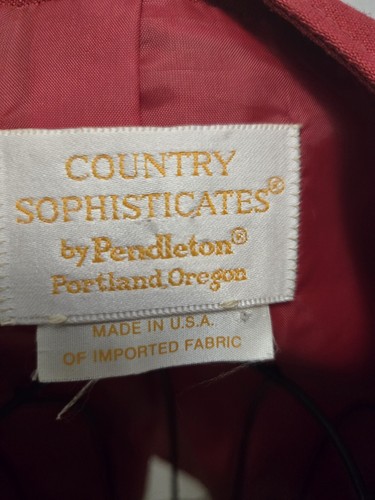 COUNTRY
SOPHISTICATES®
by Pendleton®
Portland, Oregon
MADE IN U.S.A.
OF IMPORTED FABRIC